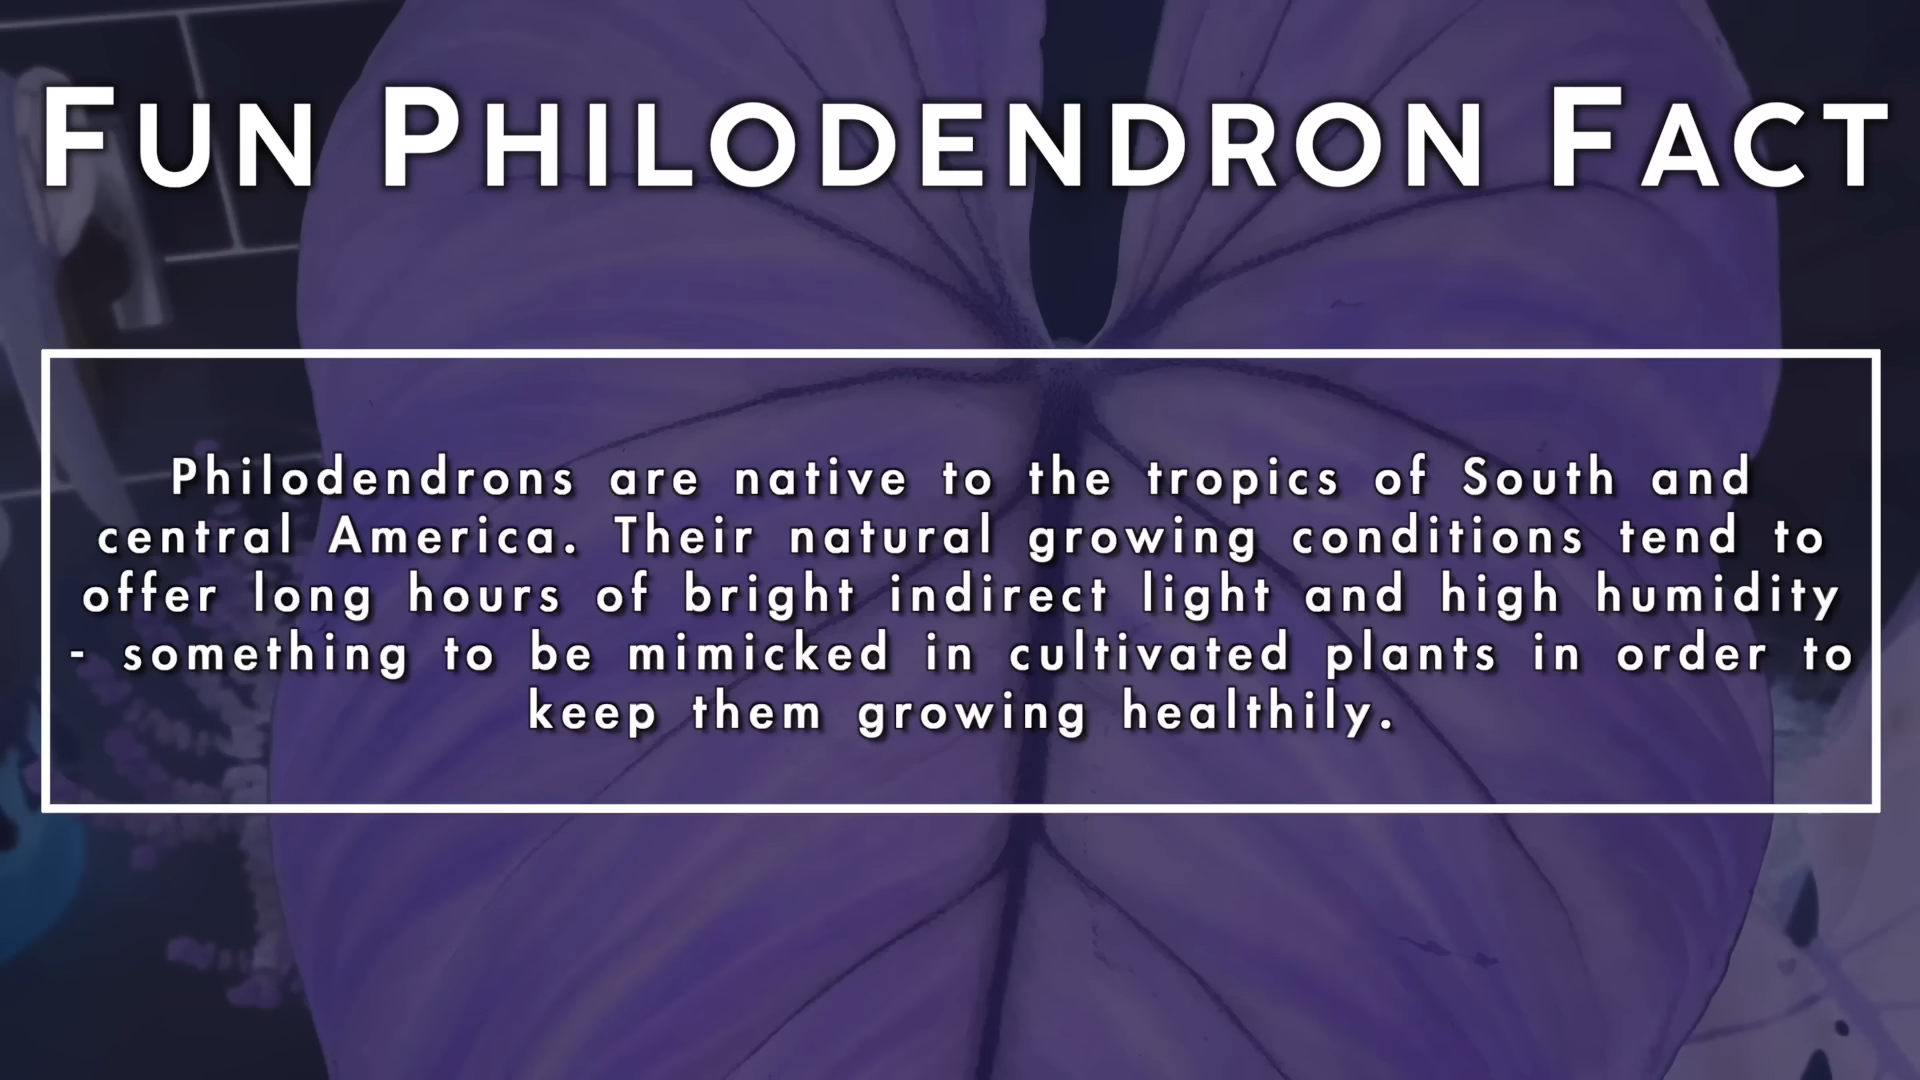 Fun Philodendron Fact
Philodendrons are native to the tropics of South and
central America. Their natural growing conditions tend to
offer long hours of bright indirect light and high humidity
- something to be mimicked in cultivated plants in order to
keep them growing healthily.